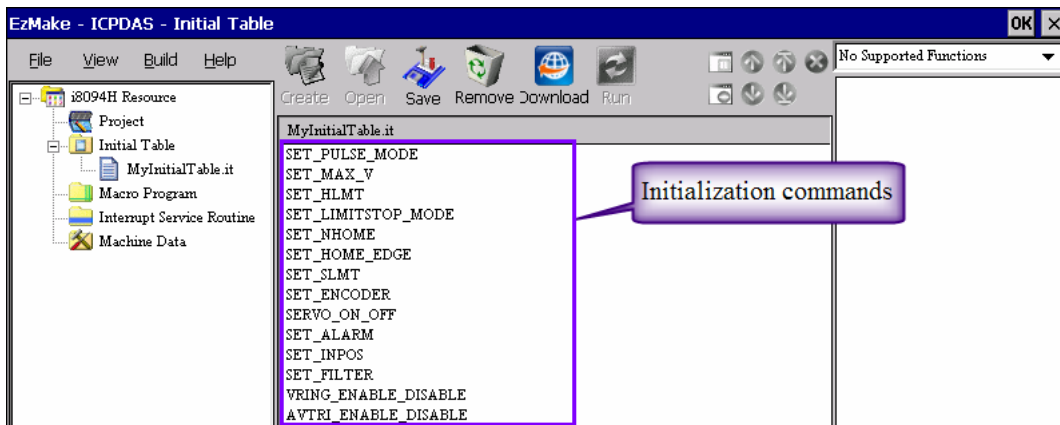 EzMake - ICPDAS - Initial Table
OK
File View Build Help
Create Open Save Remove Download Run
No Supported Functions
i8094H Resource
Project
Initial Table
MyInitialTable.it
Macro Program
Interrupt Service Routine
Machine Data
MyInitialTable.it
SET_PULSE_MODE
SET_MAX_V
SET_HLMT
SET_LIMITSTOP_MODE
SET_NHOME
SET_HOME_EDGE
SET_SLMT
SET_ENCODER
SERVO_ON_OFF
SET_ALARM
SET_INPOS
SET_FILTER
VRING_ENABLE_DISABLE
AVTRI_ENABLE_DISABLE
Initialization commands